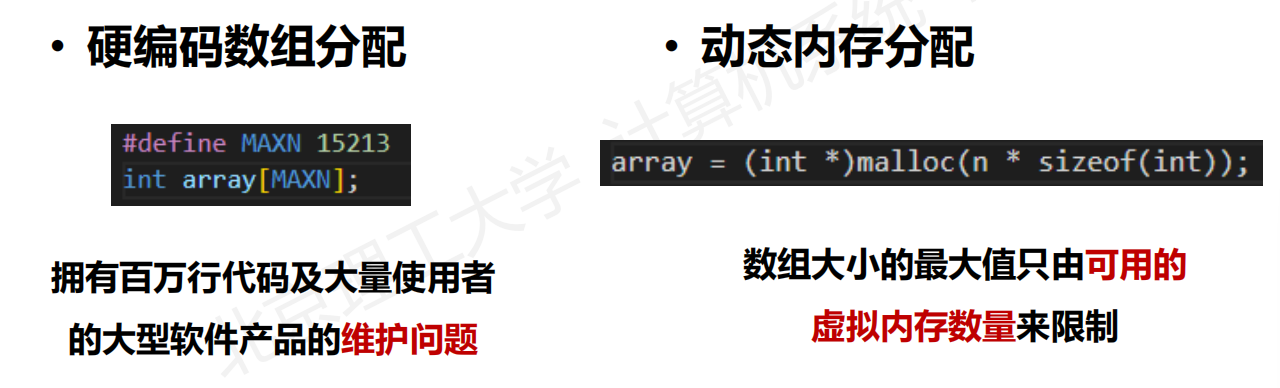 • 硬编码数组分配
#define MAXN 15213
int array[MAXN];
拥有百万行代码及大量使用者
的大型软件产品的维护问题
• 动态内存分配
array = (int *)malloc(n * sizeof(int));
数组大小的最大值只由可用的
虚拟内存数量来限制
北京理工大学 计算机系统